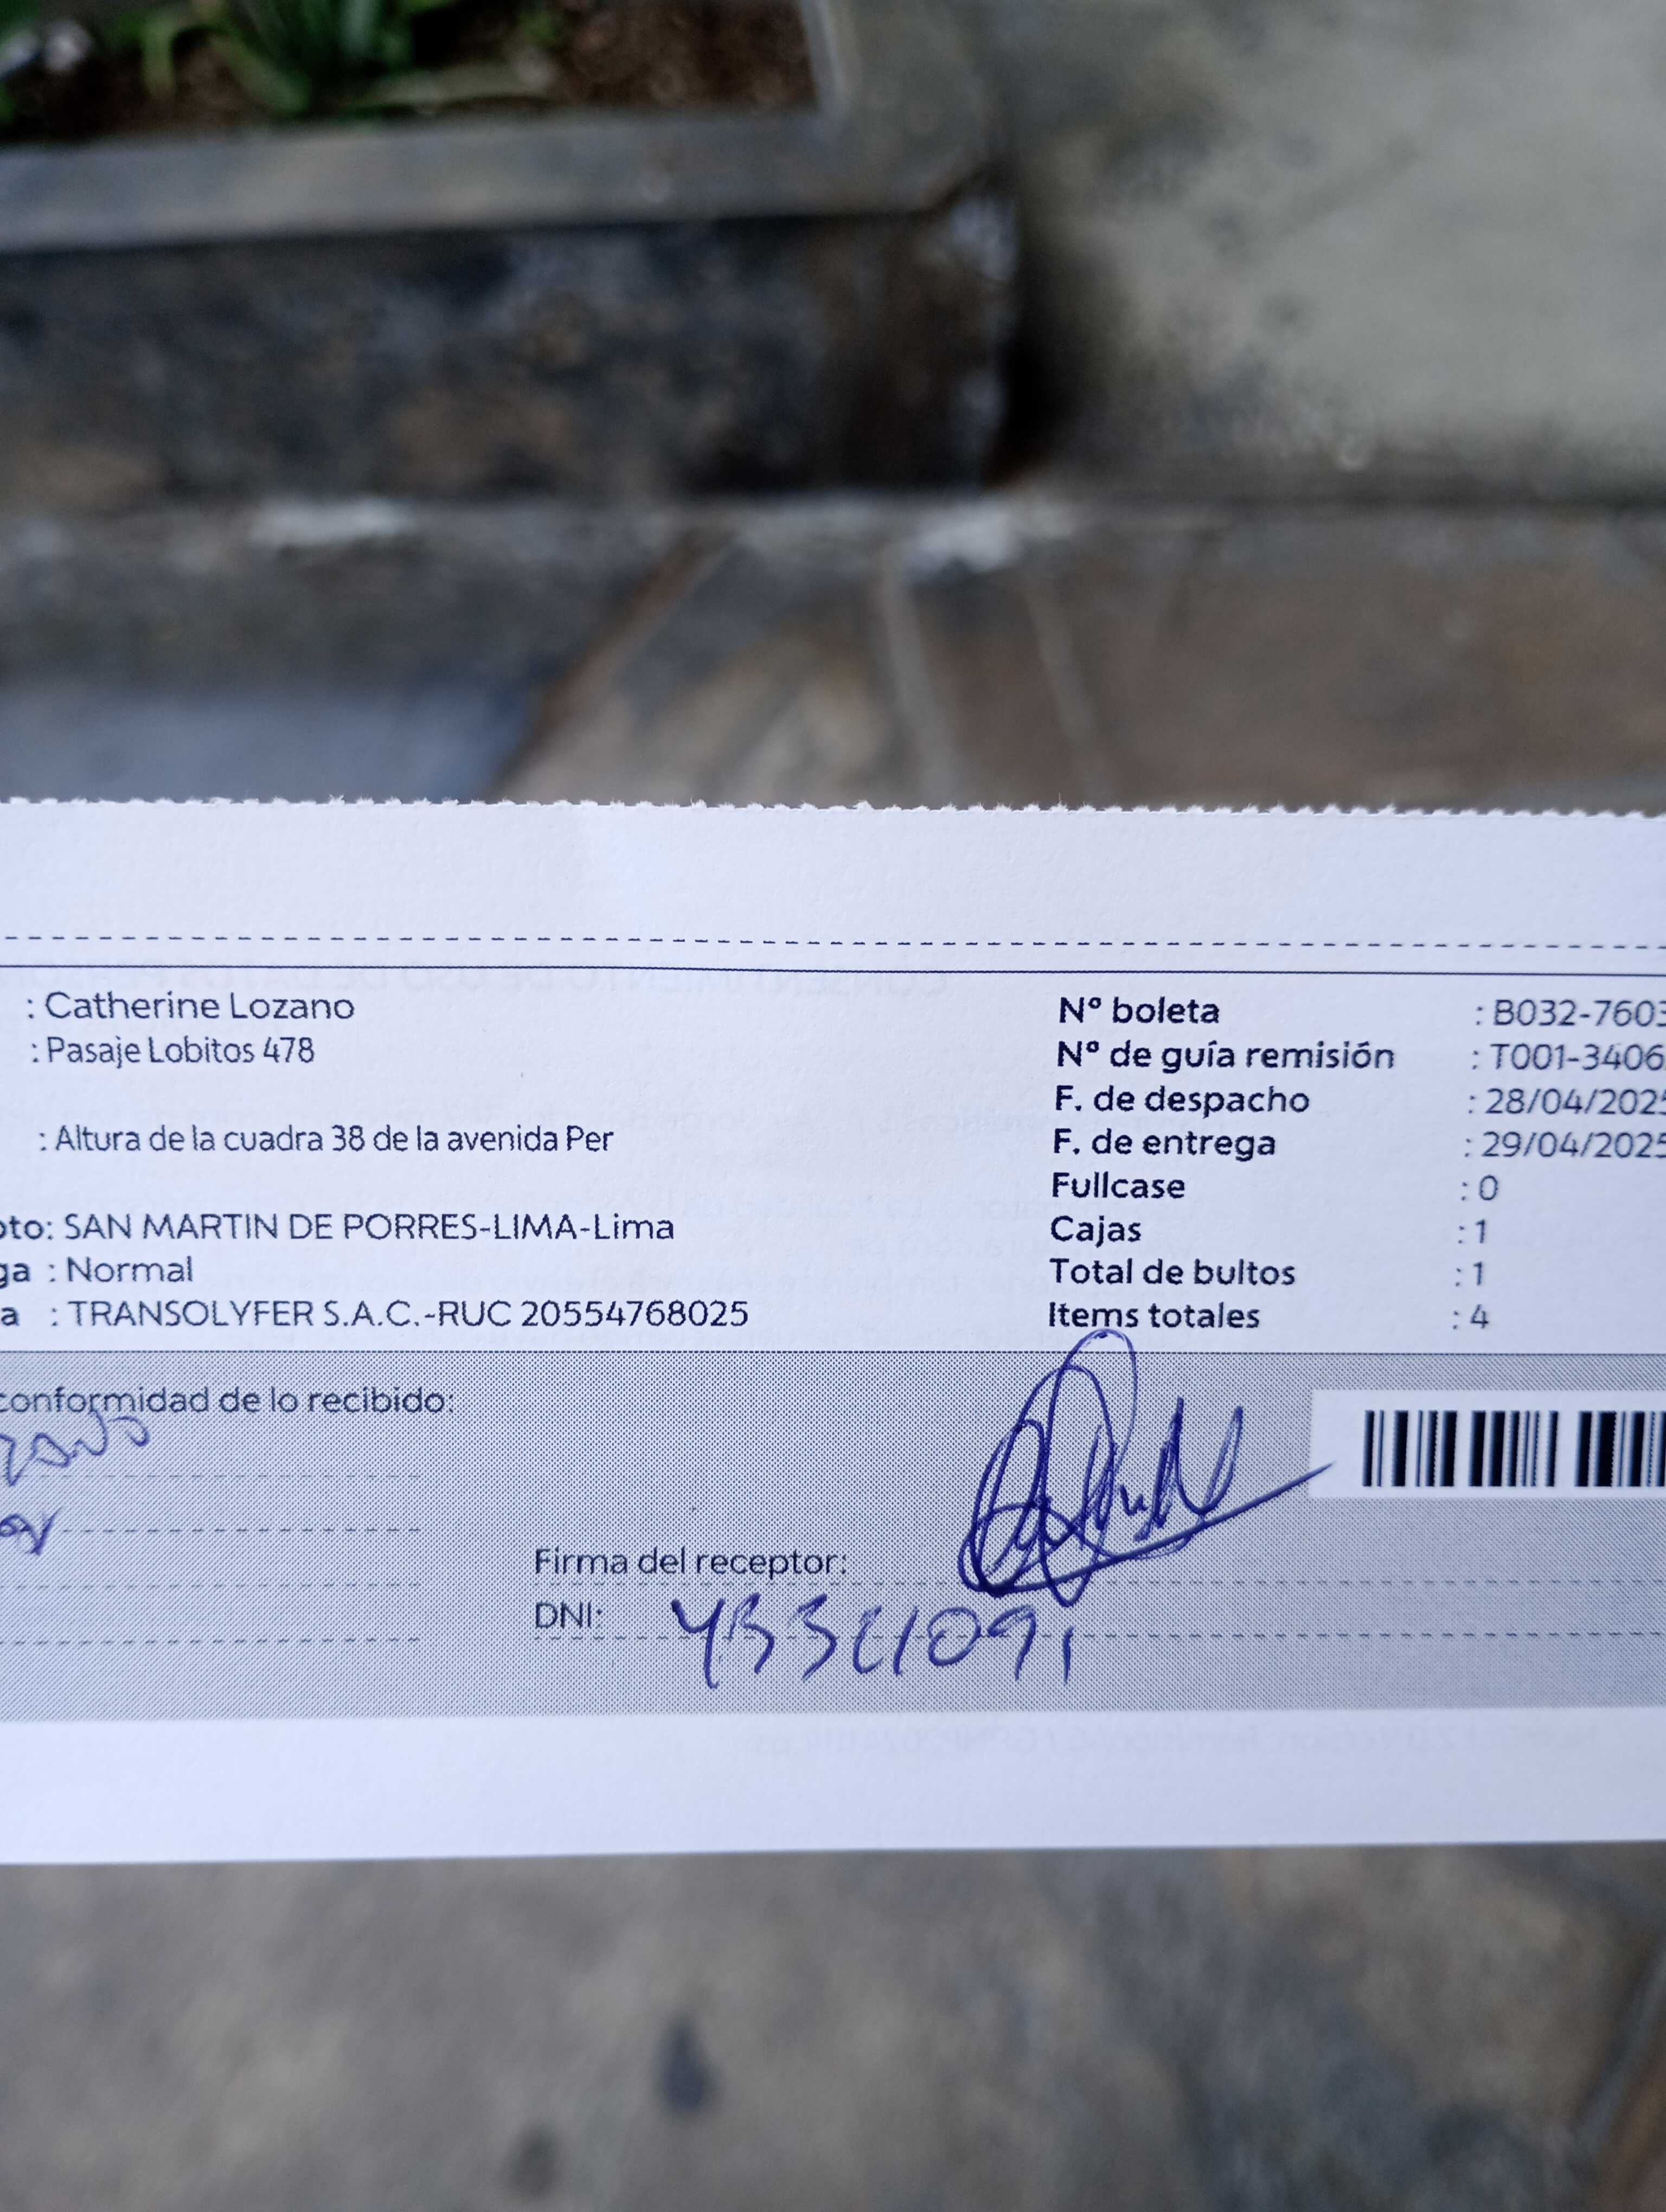 : Catherine Lozano
: Pasaje Lobitos 478
: Altura de la cuadra 38 de la avenida Per
pto: SAN MARTIN DE PORRES-LIMA-Lima
ga : Normal
a : TRANSOLYFER S.A.C.-RUC 20554768025
Nº boleta : B032-7603
Nº de guía remisión : T001-3406
F. de despacho : 28/04/2025
F. de entrega : 29/04/2025
Fullcase : 0
Cajas : 1
Total de bultos : 1
Items totales : 4
conformidad de lo recibido:
Firma del receptor:
DNI: